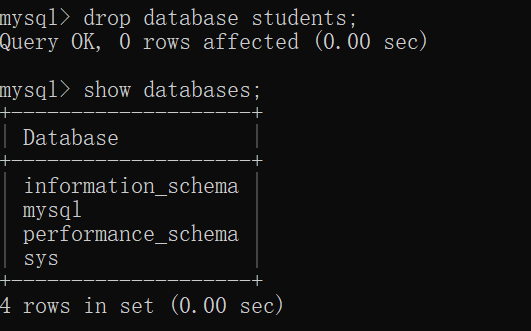 mysql> drop database students;
Query OK, 0 rows affected (0.00 sec)

mysql> show databases;
+--------------------+
| Database           |
+--------------------+
| information_schema |
| mysql              |
| performance_schema |
| sys                |
+--------------------+
4 rows in set (0.00 sec)